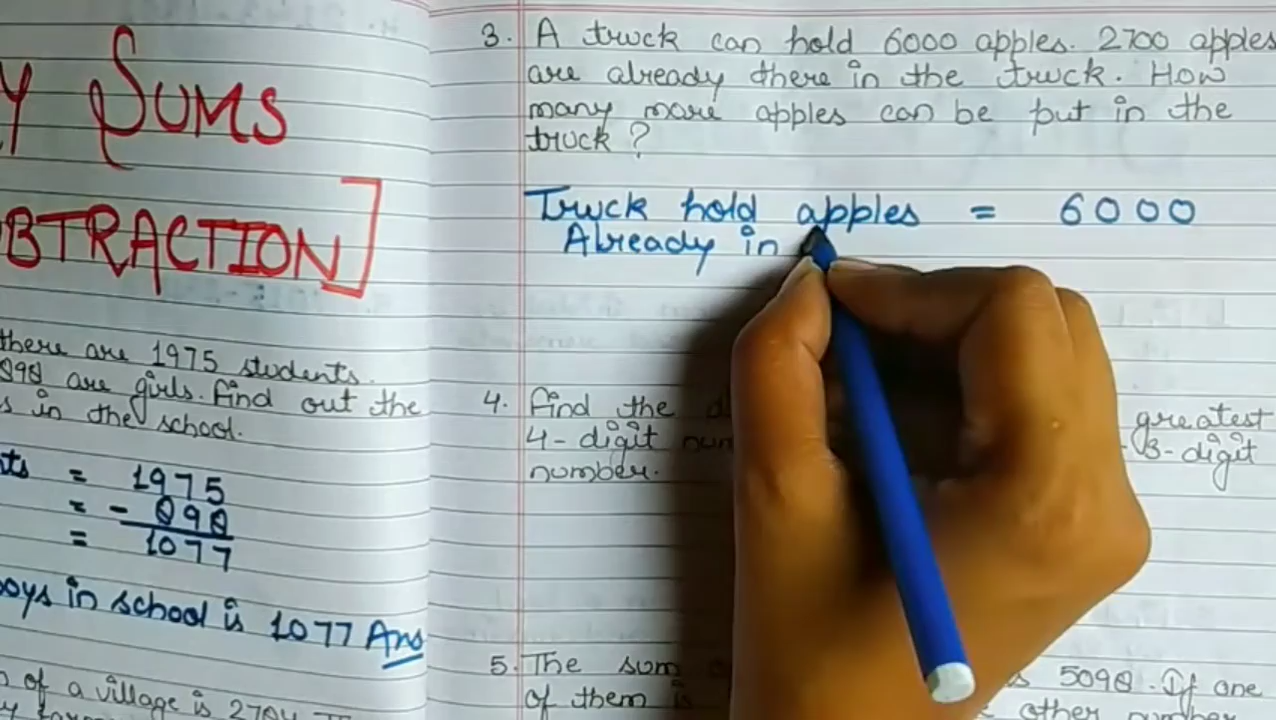 Y SUMS
BTRACTION]
there are 1975 students.
898 are girls. Find out the
s in the school.
nts = 1975
= - 898
= 1077
boys in school is 1077 Ans
n of a village is 2704
3. A truck can hold 6000 apples. 2700 apples
are already there in the truck. How
many more apples can be put in the
truck?
Truck hold apples = 6000
Already in
4. Find the greatest
4-digit num 3-digit
number.
5. The sum 5098. If one
of them is other number